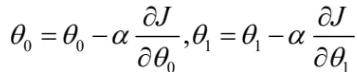 θ₀ = θ₀ − α ∂J/∂θ₀ , θ₁ = θ₁ − α ∂J/∂θ₁